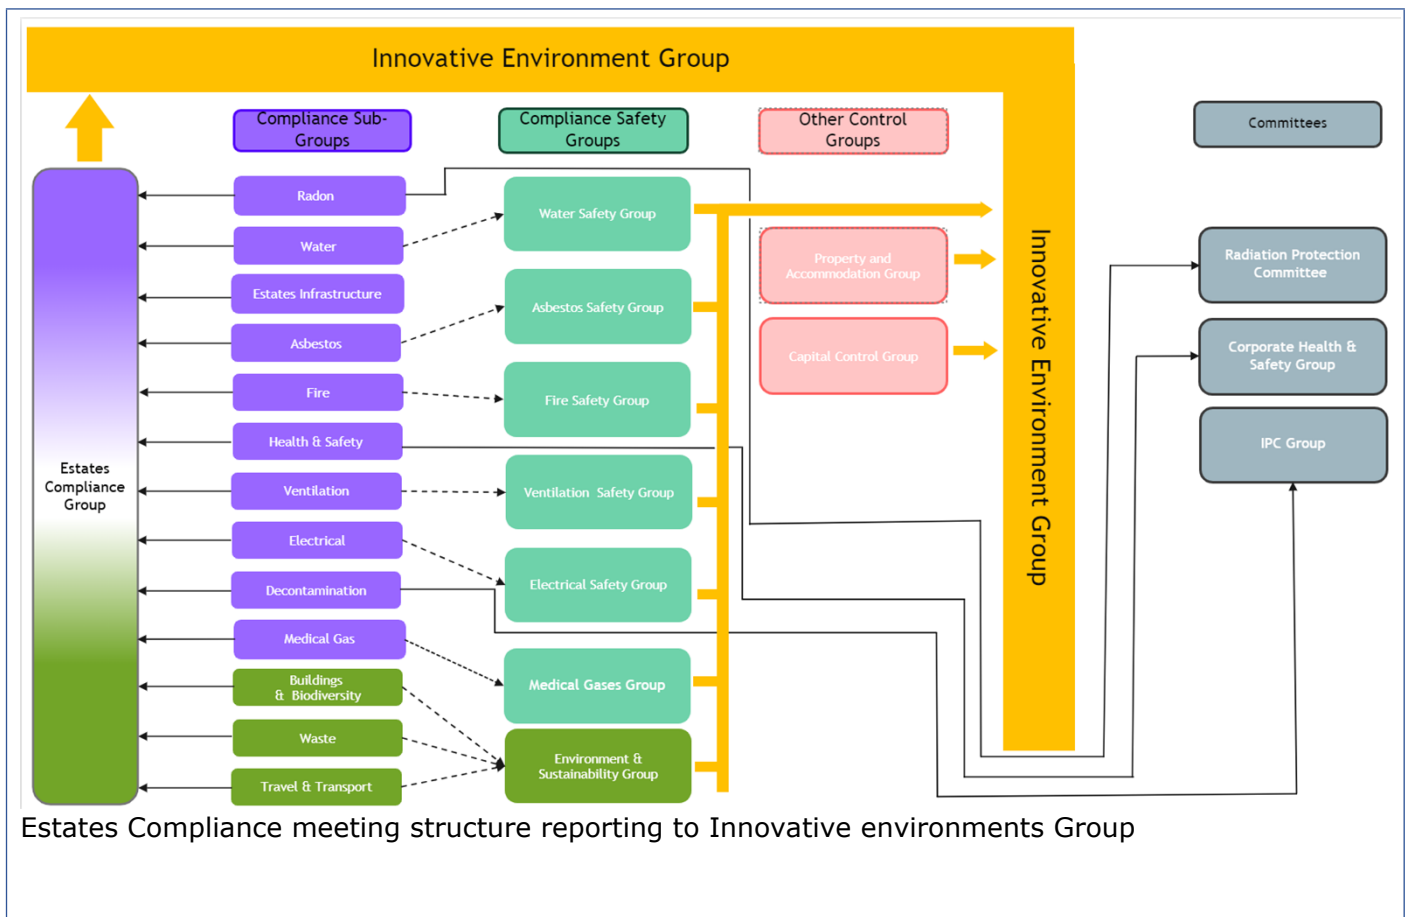 Innovative Environment Group
Compliance Sub-
Groups
Compliance Safety
Groups
Other Control
Groups
Committees
Estates
Compliance
Group
Radon
Water
Estates Infrastructure
Asbestos
Fire
Health & Safety
Ventilation
Electrical
Decontamination
Medical Gas
Buildings
& Biodiversity
Waste
Travel & Transport
Water Safety Group
Asbestos Safety Group
Fire Safety Group
Ventilation Safety Group
Electrical Safety Group
Medical Gases Group
Environment &
Sustainability Group
Property and
Accommodation Group
Capital Control Group
Innovative Environment Group
Radiation Protection
Committee
Corporate Health &
Safety Group
IPC Group
Estates Compliance meeting structure reporting to Innovative environments Group